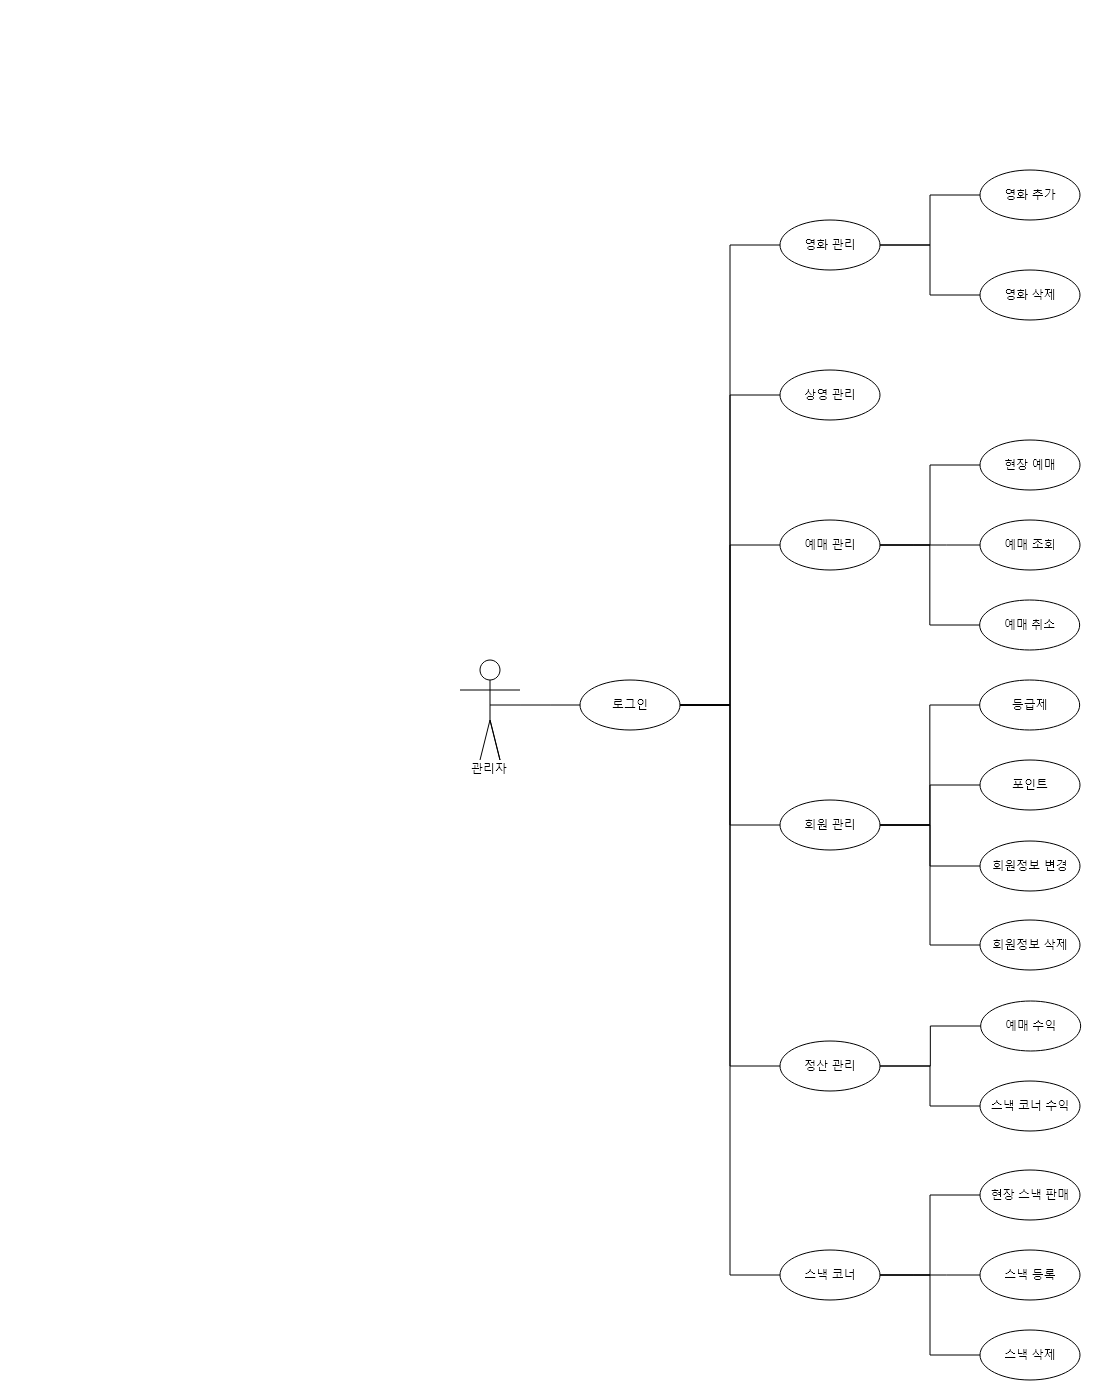 영화 추가
영화 관리
영화 삭제
상영 관리
현장 예매
예매 관리
예매 조회
예매 취소
로그인
등급제
관리자
포인트
회원 관리
회원정보 변경
회원정보 삭제
예매 수익
정산 관리
스낵 코너 수익
현장 스낵 판매
스낵 코너
스낵 등록
스낵 삭제